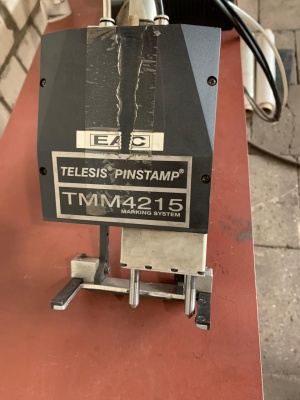 EAC
TELESIS® PINSTAMP®
TMM4215
MARKING SYSTEM